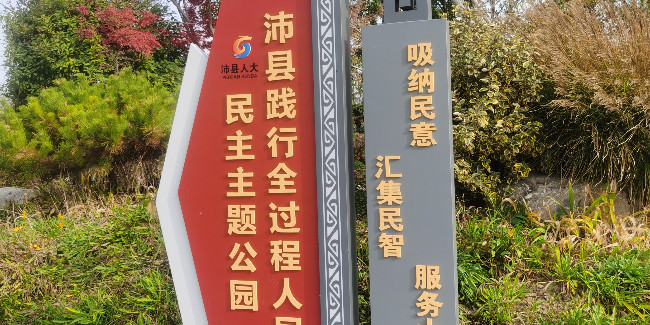 沛县人大
沛县践行全过程人民
民主主题公园
吸纳民意
汇集民智
服务